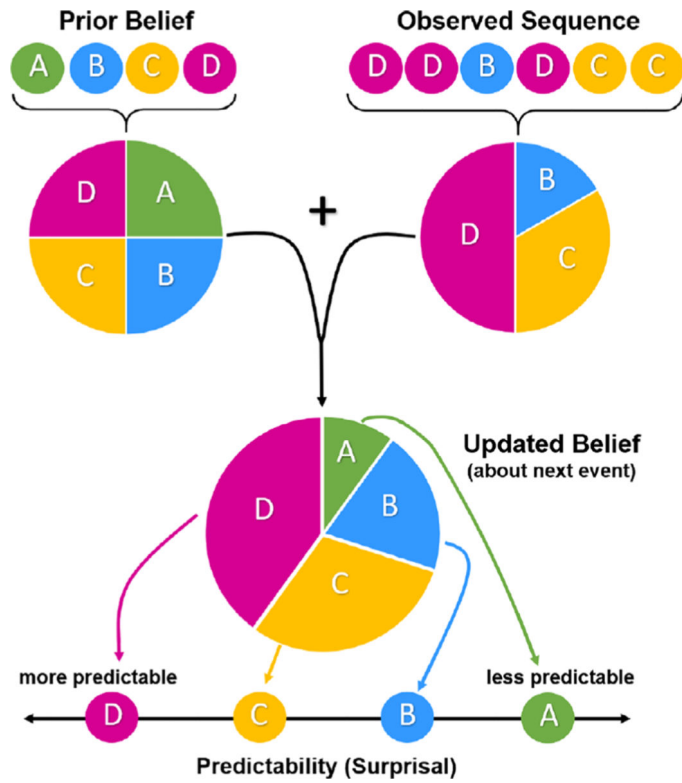 Prior Belief
A B C D
Observed Sequence
D D B D C C
D A
C B
+
B
D
C
A
D
B
C
Updated Belief
(about next event)
more predictable
less predictable
D C B A
Predictability (Surprisal)